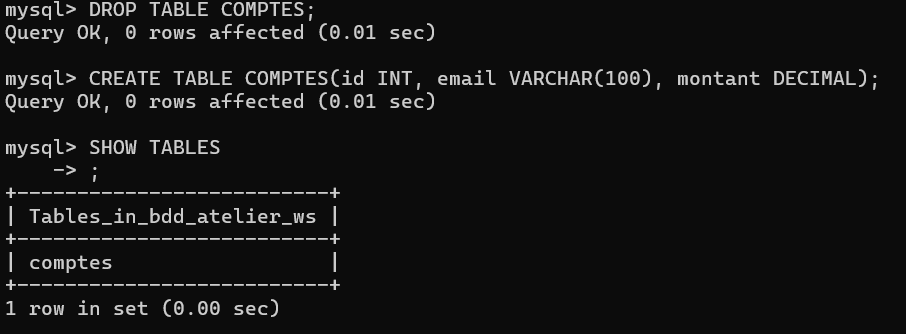 mysql> DROP TABLE COMPTES;
Query OK, 0 rows affected (0.01 sec)
mysql> CREATE TABLE COMPTES(id INT, email VARCHAR(100), montant DECIMAL);
Query OK, 0 rows affected (0.01 sec)
mysql> SHOW TABLES
    -> ;
+--------------------------+
| Tables_in_bdd_atelier_ws |
+--------------------------+
| comptes                  |
+--------------------------+
1 row in set (0.00 sec)